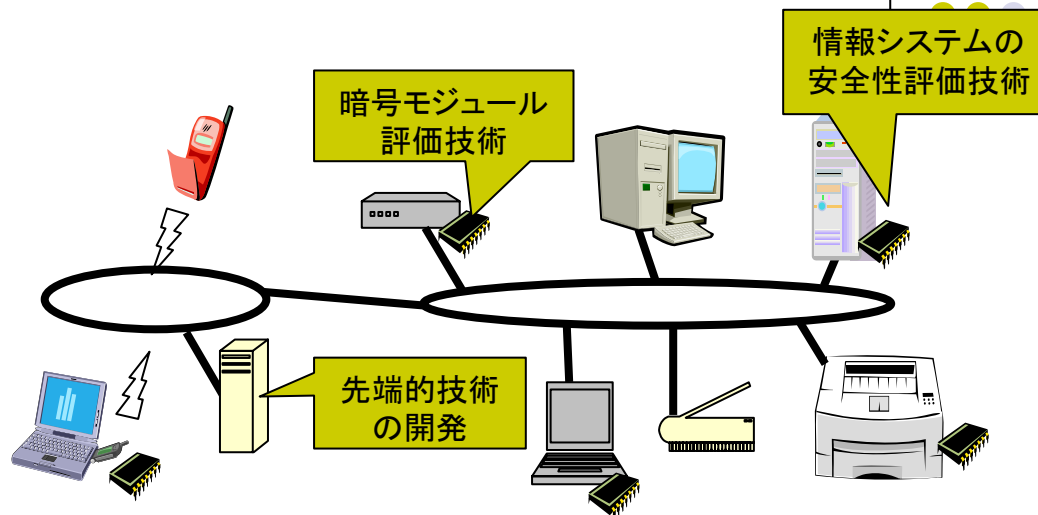 情報システムの
安全性評価技術
暗号モジュール
評価技術
先端的技術
の開発